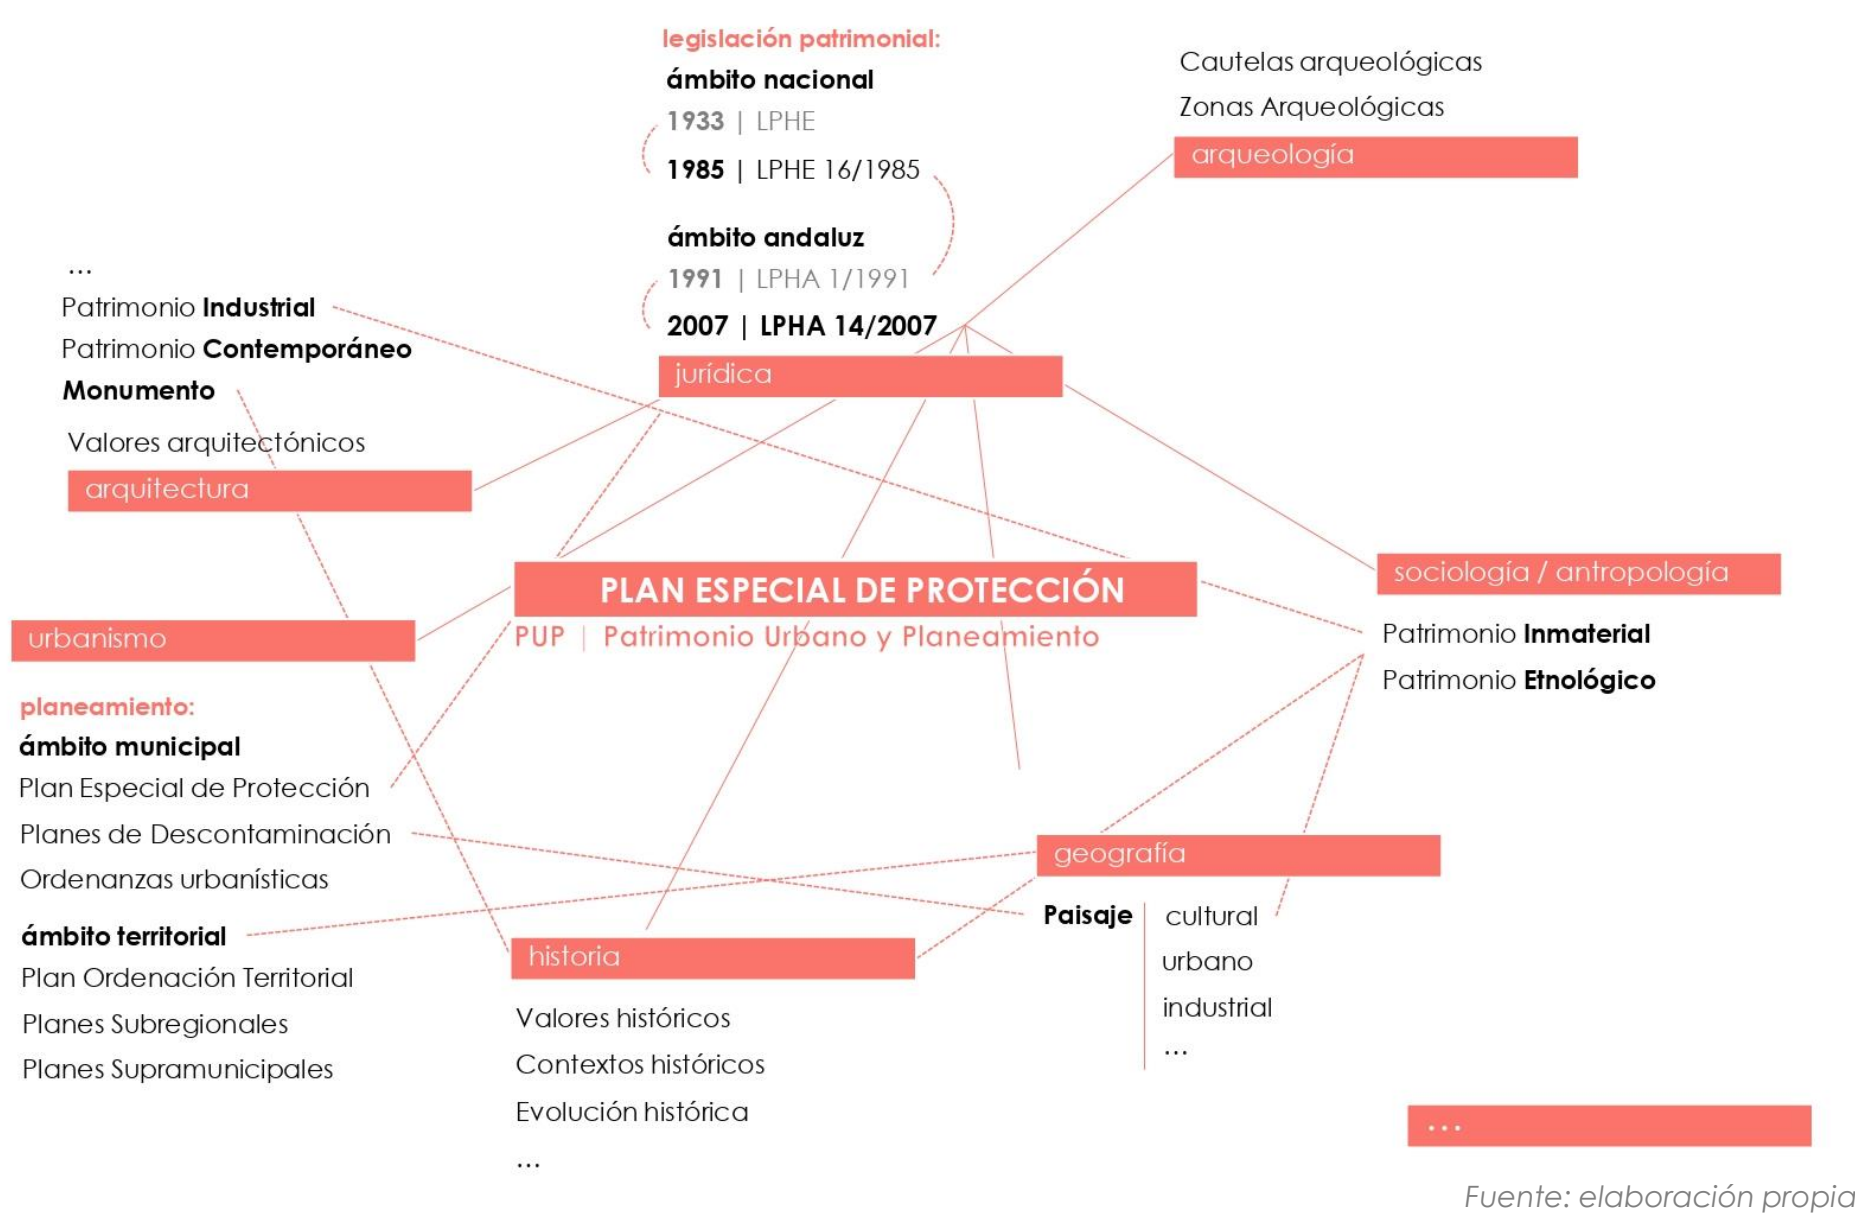 legislación patrimonial:
ámbito nacional
1933 | LPHE
1985 | LPHE 16/1985
ámbito andaluz
1991 | LPHA 1/1991
2007 | LPHA 14/2007
jurídica
Cautelas arqueológicas
Zonas Arqueológicas
arqueología
...
Patrimonio Industrial
Patrimonio Contemporáneo
Monumento
Valores arquitectónicos
arquitectura
PLAN ESPECIAL DE PROTECCIÓN
PUP | Patrimonio Urbano y Planeamiento
sociología / antropología
Patrimonio Inmaterial
Patrimonio Etnológico
urbanismo
planeamiento:
ámbito municipal
Plan Especial de Protección
Planes de Descontaminación
Ordenanzas urbanísticas
ámbito territorial
Plan Ordenación Territorial
Planes Subregionales
Planes Supramunicipales
historia
Valores históricos
Contextos históricos
Evolución histórica
...
geografía
Paisaje | cultural
urbano
industrial
...
...
Fuente: elaboración propia